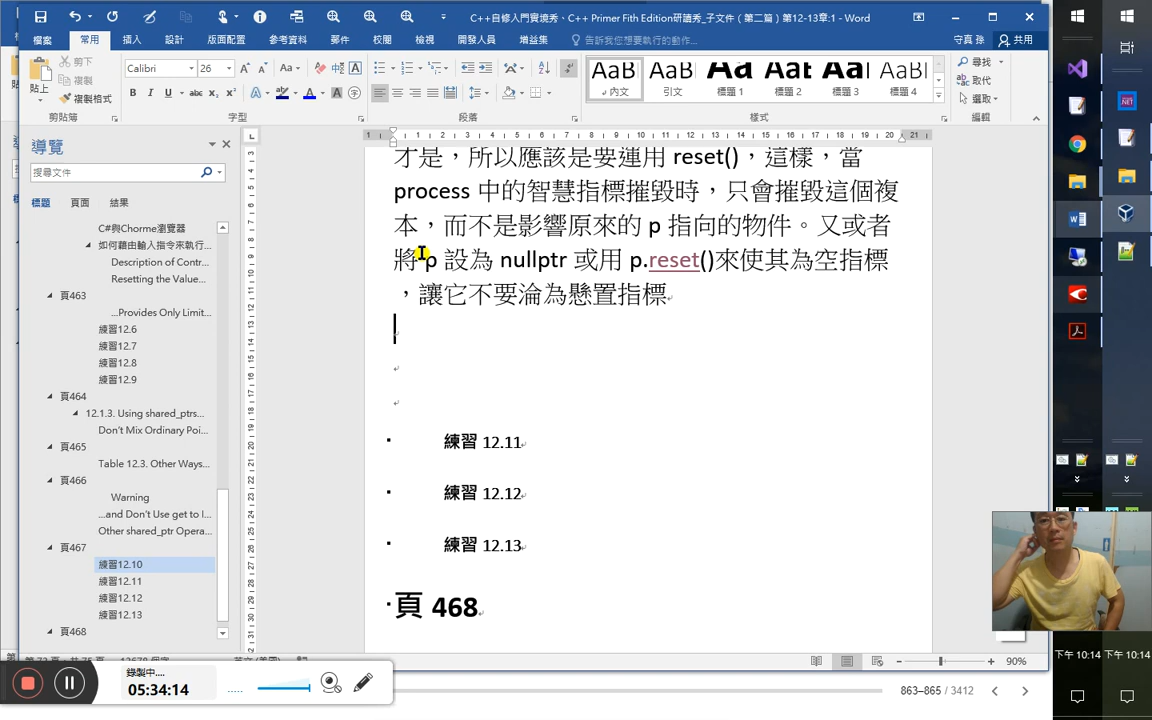 C++自修入門實境秀、C++ Primer Fith Edition研讀秀_子文件（第二篇）第12-13章:1 - Word
檔案 常用 插入 設計 版面配置 參考資料 郵件 校閱 檢視 開發人員 增益集 告訴我您想要執行的動作... 守真 孫 共用
貼上 剪下 複製 複製格式 剪貼簿
Calibri 26 字型
段落
AaB 內文 AaB 引文 Aa 標題 1 Aat 標題 2 Aal 標題 3 AaBl 標題 4 樣式
尋找 取代 選取 編輯
導覽
搜尋文件
標題 頁面 結果
C#與Chorme瀏覽器
如何藉由輸入指令來執行...
Description of Contr...
Resetting the Value...
頁463
...Provides Only Limit...
練習12.6
練習12.7
練習12.8
練習12.9
頁464
12.1.3. Using shared_ptrs...
Don't Mix Ordinary Poi...
頁465
Table 12.3. Other Ways...
頁466
Warning
...and Don't Use get to I...
Other shared_ptr Opera...
頁467
練習12.10
練習12.11
練習12.12
練習12.13
頁468
才是，所以應該是要運用 reset()，這樣，當
process 中的智慧指標摧毀時，只會摧毀這個複
本，而不是影響原來的 p 指向的物件。又或者
將 p 設為 nullptr 或用 p.reset()來使其為空指標
，讓它不要淪為懸置指標
練習 12.11
練習 12.12
練習 12.13
頁 468
90%
錄製中....
05:34:14
863–865 / 3412
下午 10:14 下午 10:14